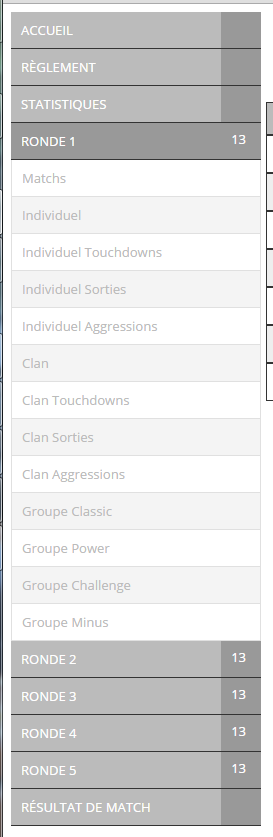 ACCUEIL
RÈGLEMENT
STATISTIQUES
RONDE 1 13
Matchs
Individuel
Individuel Touchdowns
Individuel Sorties
Individuel Aggressions
Clan
Clan Touchdowns
Clan Sorties
Clan Aggressions
Groupe Classic
Groupe Power
Groupe Challenge
Groupe Minus
RONDE 2 13
RONDE 3 13
RONDE 4 13
RONDE 5 13
RÉSULTAT DE MATCH